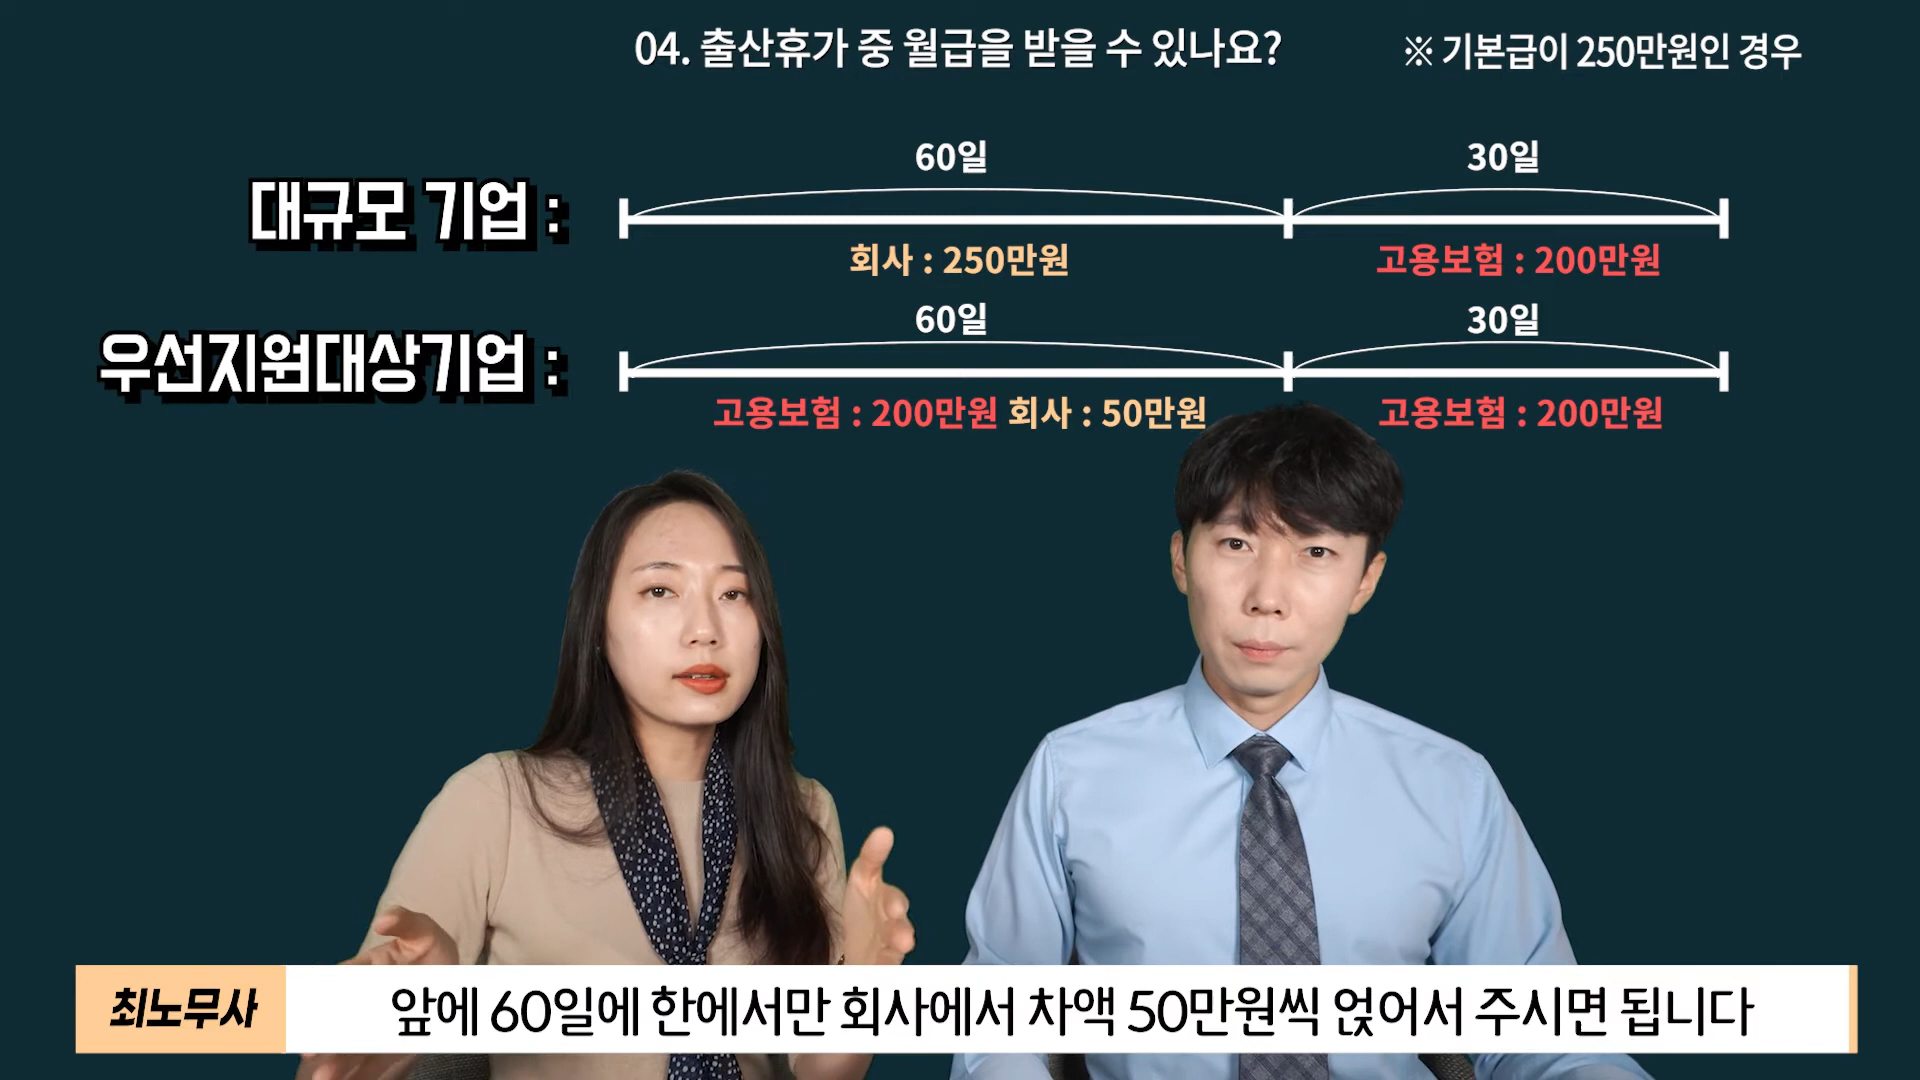 04. 출산휴가 중 월급을 받을 수 있나요?
※ 기본급이 250만원인 경우
60일
30일
대규모 기업 :
회사 : 250만원
고용보험 : 200만원
60일
30일
우선지원대상기업 :
고용보험 : 200만원 회사 : 50만원
고용보험 : 200만원
최노무사
앞에 60일에 한에서만 회사에서 차액 50만원씩 얹어서 주시면 됩니다